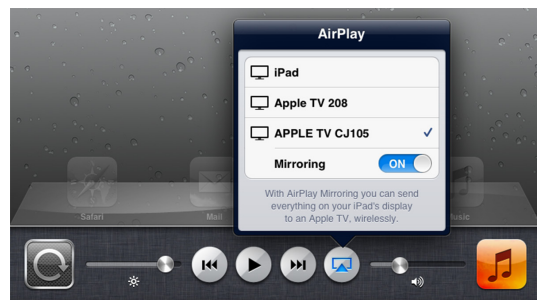 AirPlay
iPad
Apple TV 208
APPLE TV CJ105
Mirroring ON
With AirPlay Mirroring you can send
everything on your iPad's display
to an Apple TV, wirelessly.
Safari Mail Music